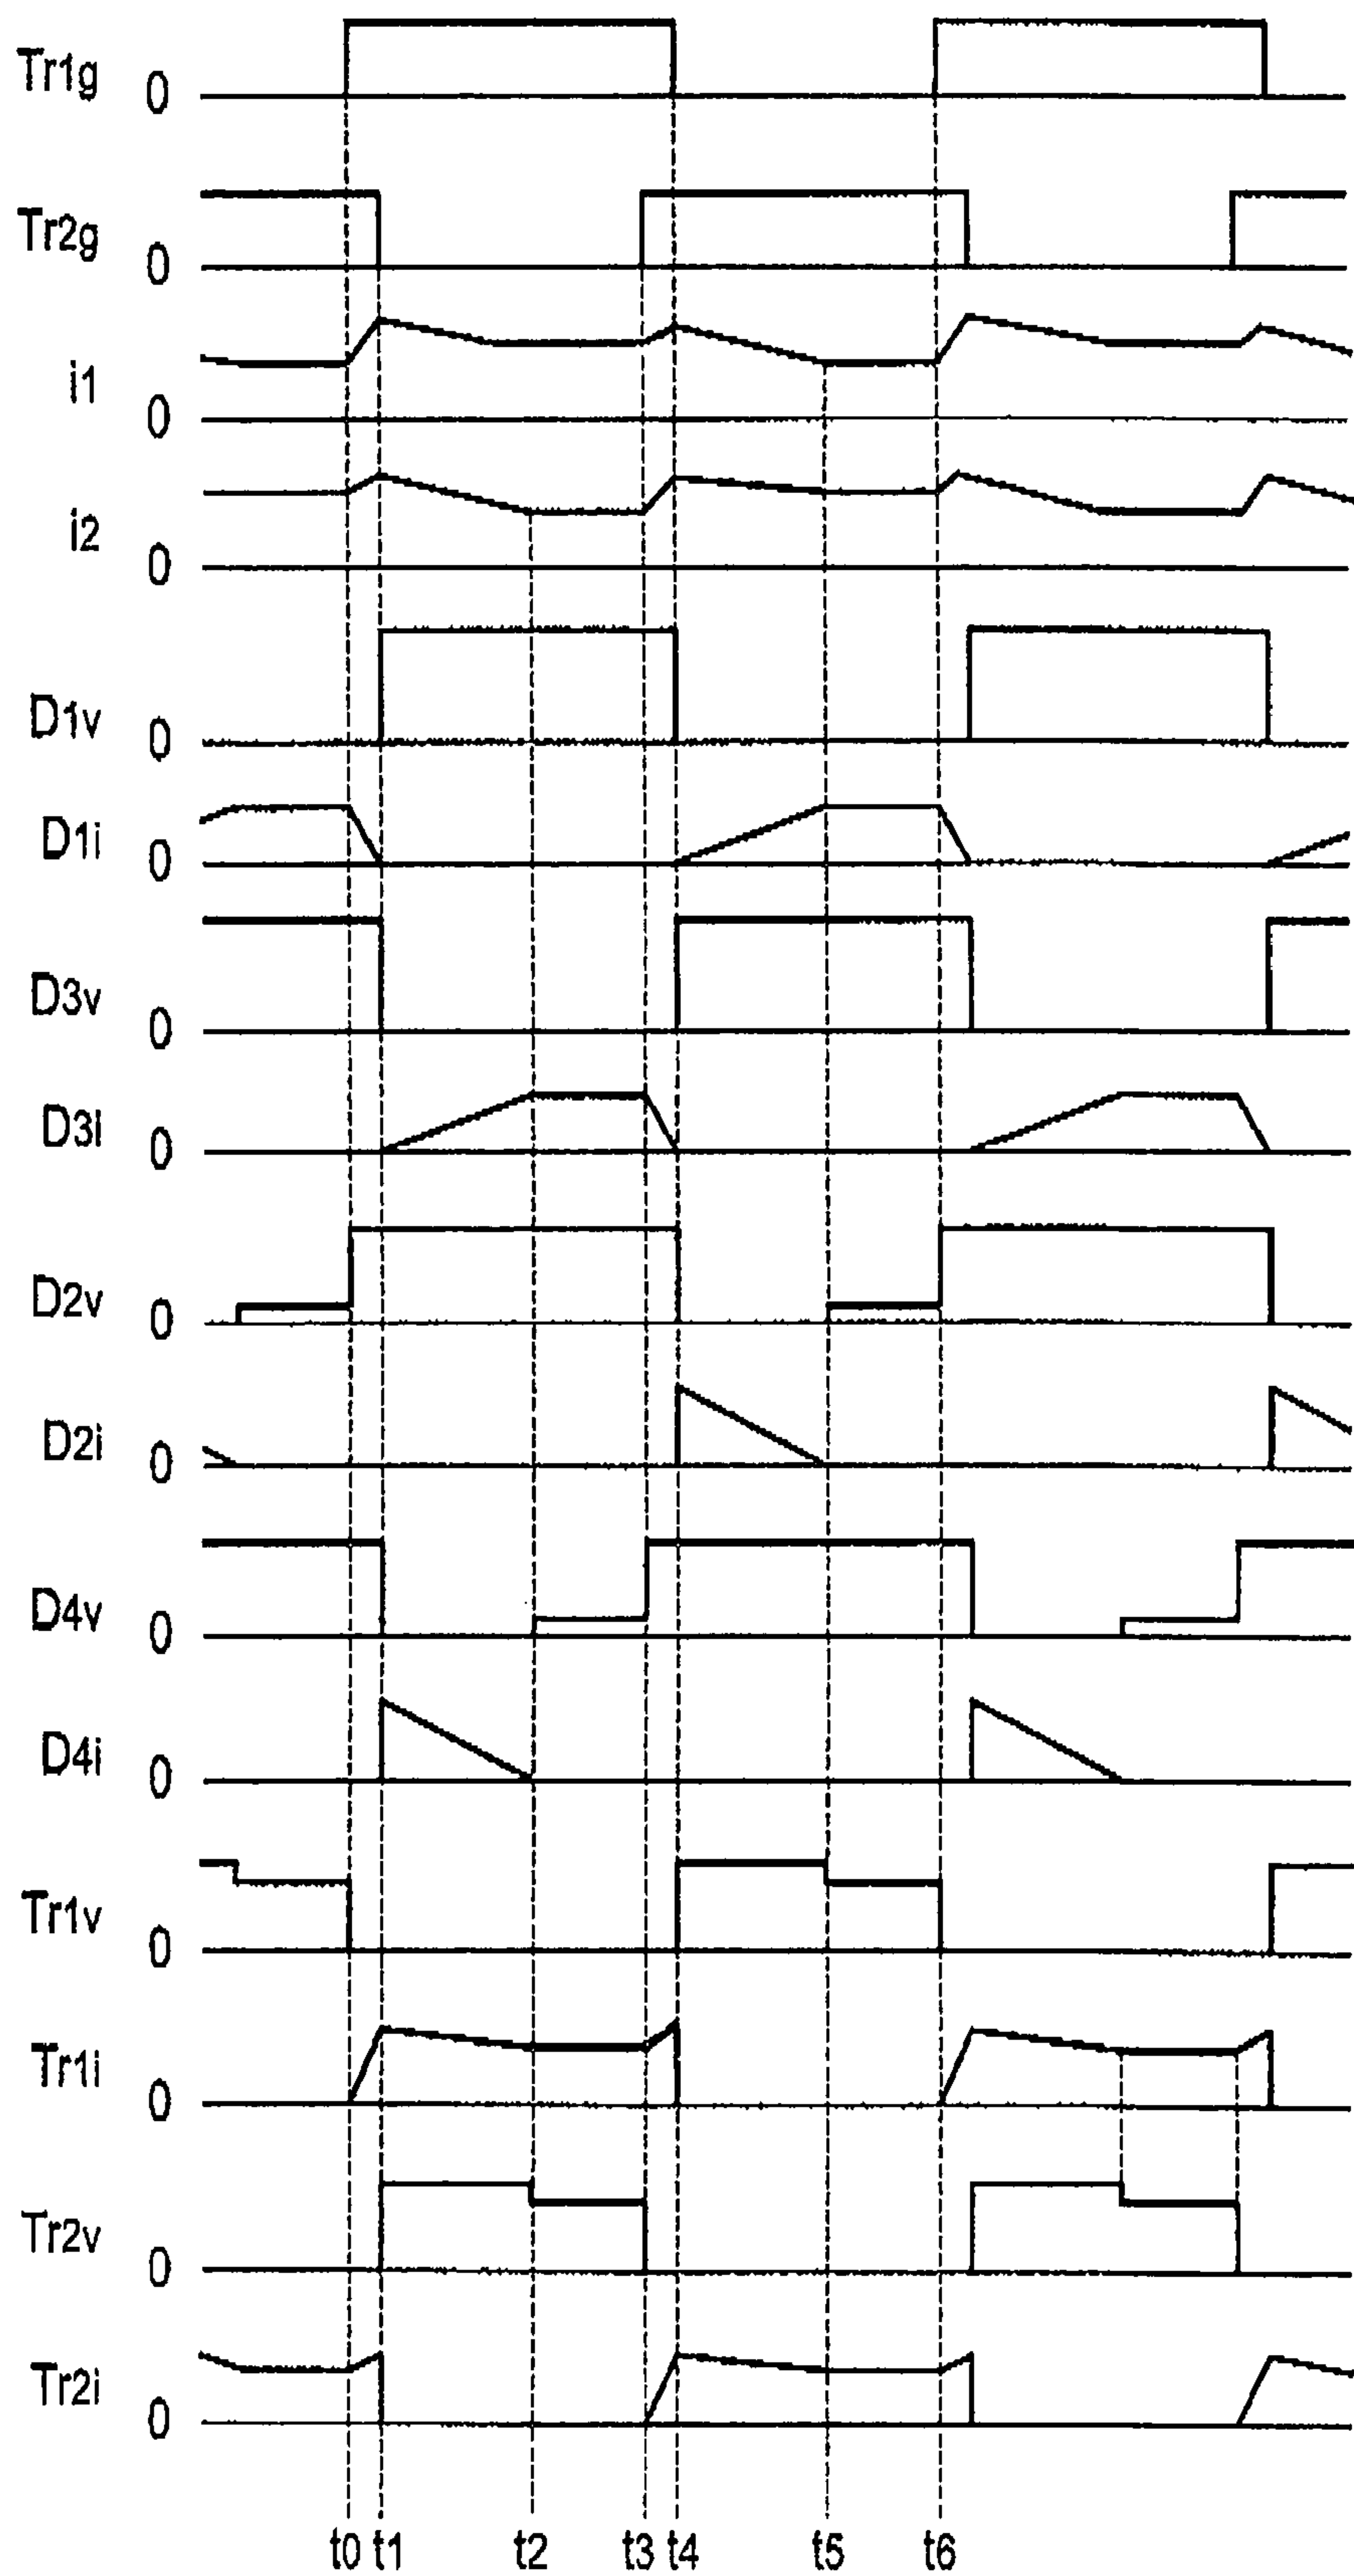 Tr1g 0
Tr2g 0
i1 0
i2 0
D1v 0
D1i 0
D3v 0
D3i 0
D2v 0
D2i 0
D4v 0
D4i 0
Tr1v 0
Tr1i 0
Tr2v 0
Tr2i 0
t0 t1 t2 t3 t4 t5 t6